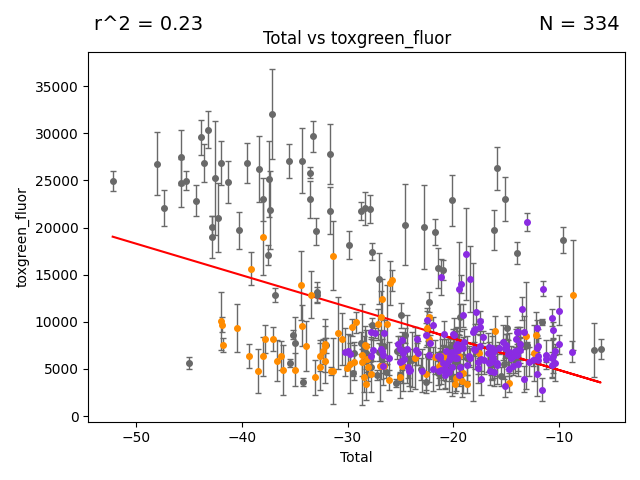 r^2 = 0.23
N = 334
Total vs toxgreen_fluor
35000
30000
25000
20000
15000
10000
5000
0
toxgreen_fluor
−50
−40
−30
−20
−10
Total